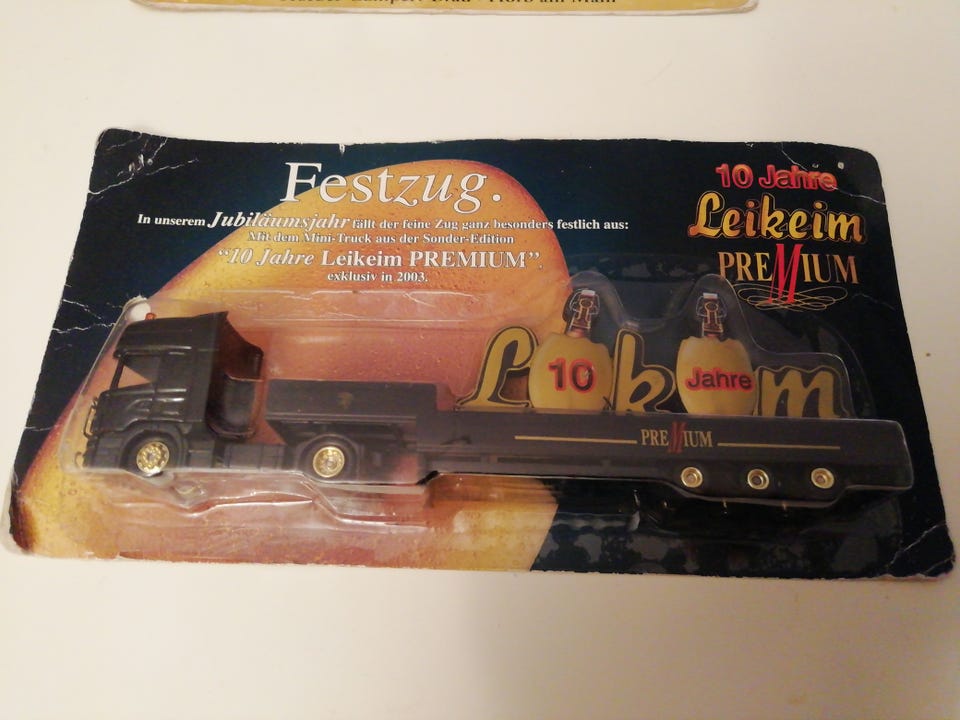 Festzug.
In unserem Jubiläumsjahr fällt der feine Zug ganz besonders festlich aus:
Mit dem Mini-Truck aus der Sonder-Edition
“10 Jahre Leikeim PREMIUM”.
exklusiv in 2003.
10 Jahre
Leikeim
PREMIUM
Le 10 k Jahre m
PREMIUM